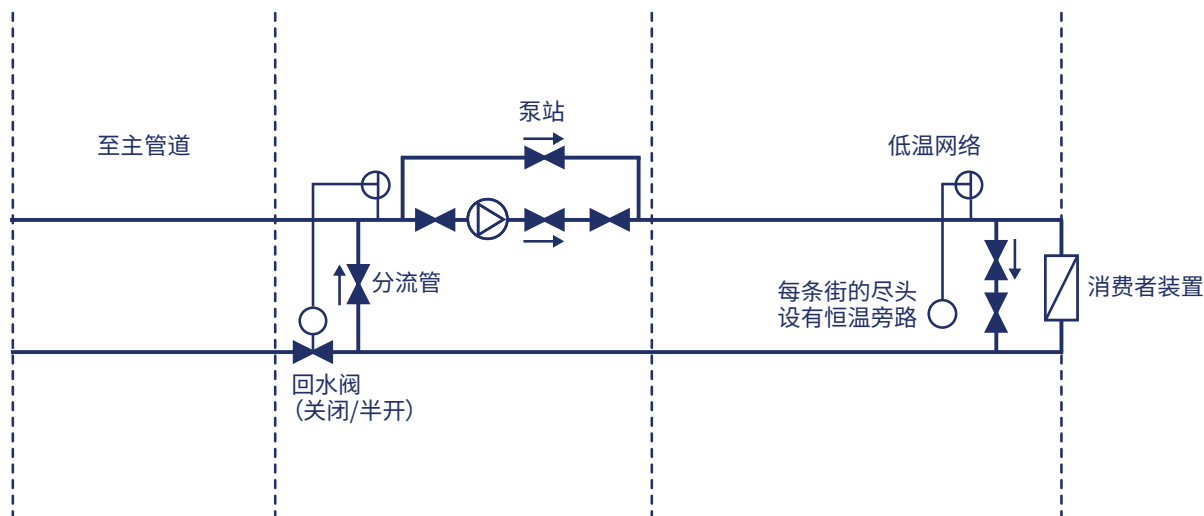 泵站
至主管道
低温网络
分流管
每条街的尽头
设有恒温旁路
消费者装置
回水阀
（关闭/半开）